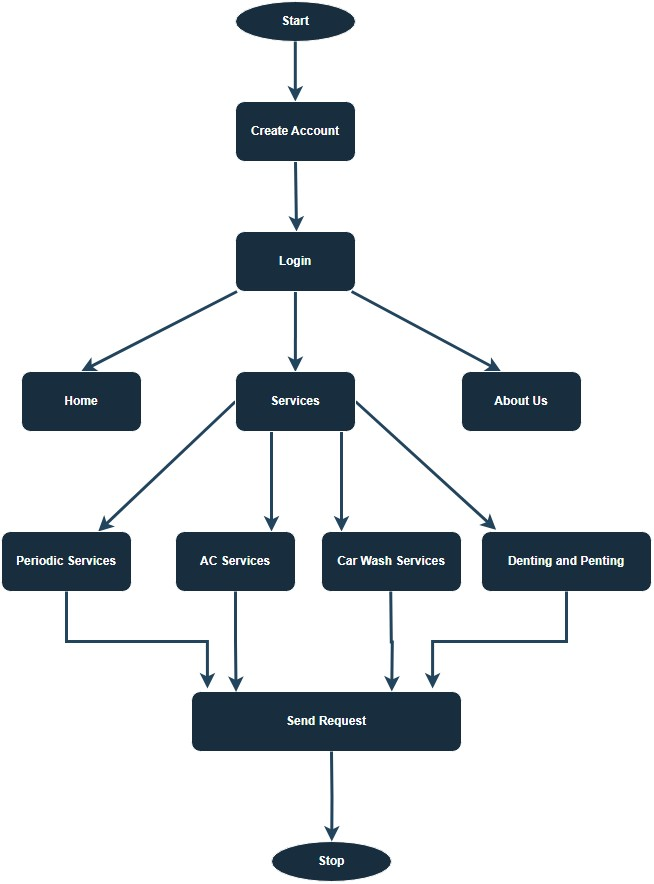 Start
Create Account
Login
Home
Services
About Us
Periodic Services
AC Services
Car Wash Services
Denting and Penting
Send Request
Stop